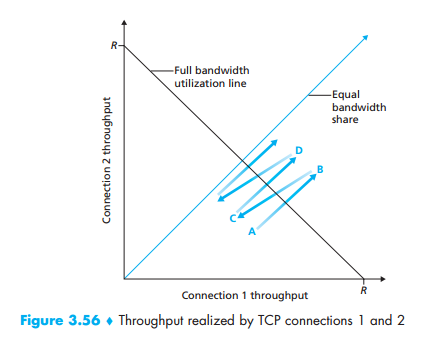 R
Full bandwidth
utilization line
Equal
bandwidth
share
Connection 2 throughput
D
B
C
A
Connection 1 throughput
R
Figure 3.56 ♦ Throughput realized by TCP connections 1 and 2